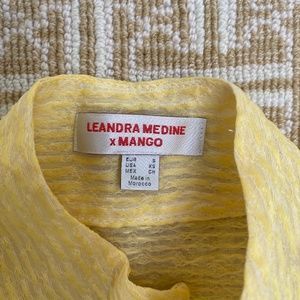 LEANDRA MEDINE
x MANGO
EUR S
USA XS
MEX CH
Made in
Morocco